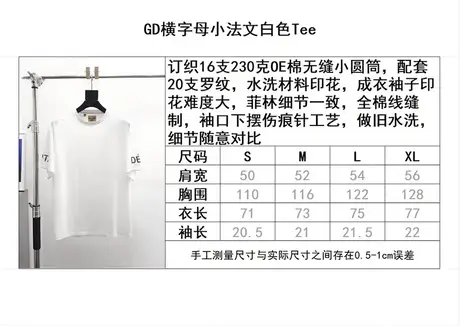 GD横字母小法文白色Tee
订织16支230克OE棉无缝小圆筒，配套
20支罗纹，水洗材料印花，成衣袖子印
花难度大，菲林细节一致，全棉线缝
制，袖口下摆伤痕针工艺，做旧水洗，
细节随意对比
尺码 S M L XL
肩宽 50 52 54 56
胸围 110 116 122 128
衣长 71 73 75 77
袖长 20.5 21 21.5 22
手工测量尺寸与实际尺寸之间存在0.5-1cm误差
DE